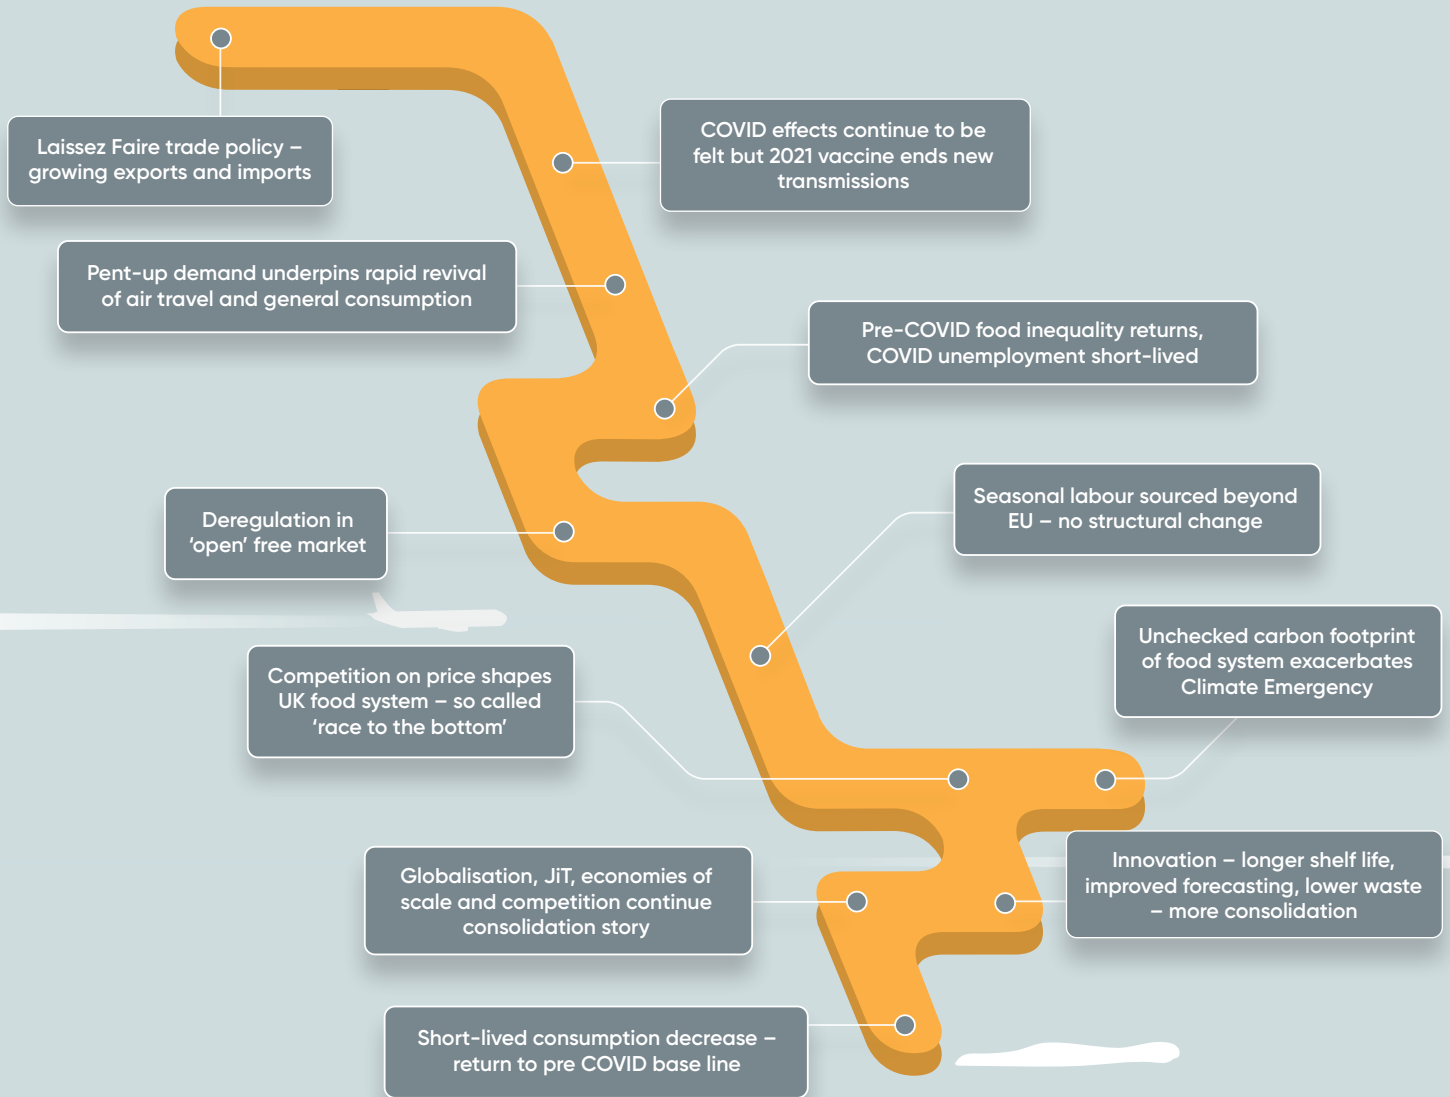 Laissez Faire trade policy –
growing exports and imports
COVID effects continue to be
felt but 2021 vaccine ends new
transmissions
Pent-up demand underpins rapid revival
of air travel and general consumption
Pre-COVID food inequality returns,
COVID unemployment short-lived
Deregulation in
‘open’ free market
Seasonal labour sourced beyond
EU – no structural change
Competition on price shapes
UK food system – so called
‘race to the bottom’
Unchecked carbon footprint
of food system exacerbates
Climate Emergency
Globalisation, JiT, economies of
scale and competition continue
consolidation story
Innovation – longer shelf life,
improved forecasting, lower waste
– more consolidation
Short-lived consumption decrease –
return to pre COVID base line